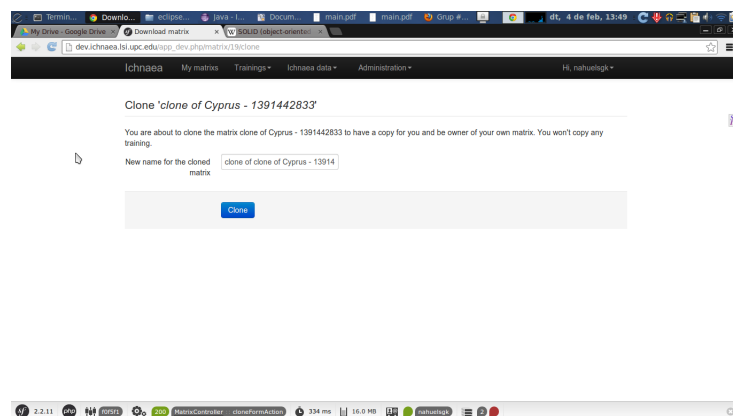 Termin... Downlo... eclipse... Java - I... Docum... main.pdf main.pdf Grup #... dt, 4 de feb, 13:49
My Drive - Google Drive × Download matrix × W SOLID (object-oriented ×
dev.ichnaea.lsi.upc.edu/app_dev.php/matrix/19/clone
Ichnaea My matrixs Trainings Ichnaea data Administration Hi, nahuelsgk
Clone 'clone of Cyprus - 1391442833'
You are about to clone the matrix clone of Cyprus - 1391442833 to have a copy for you and be owner of your own matrix. You won't copy any
training.
New name for the cloned clone of clone of Cyprus - 13914
matrix
Clone
sf 2.2.11 php f0f5f1 200 MatrixController :: cloneFormAction 334 ms 16.0 MB nahuelsgk 2